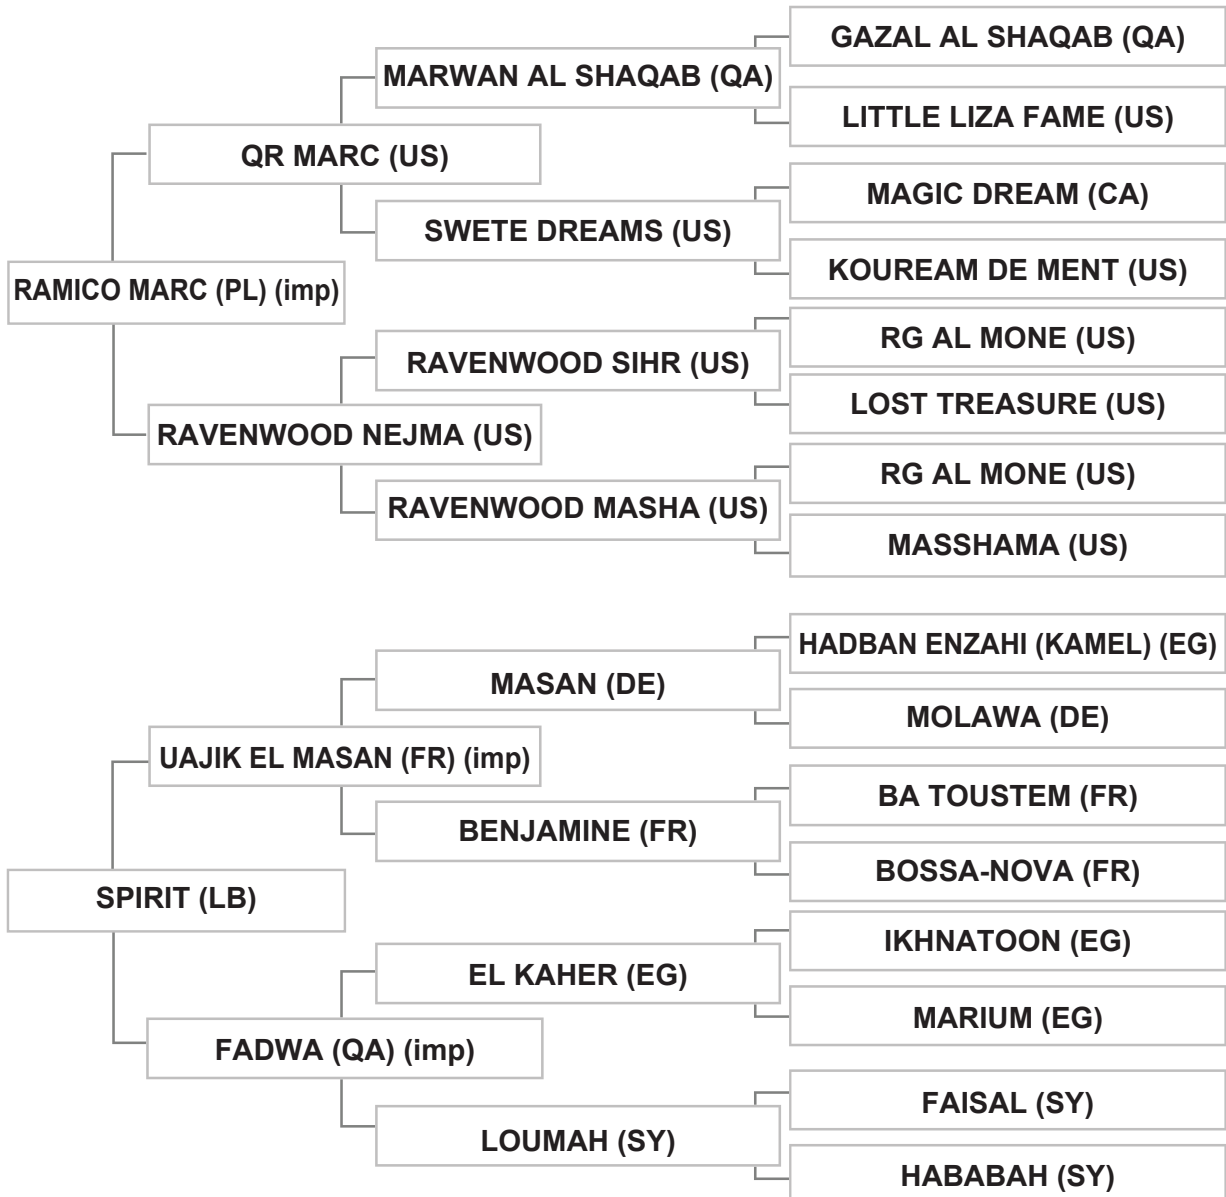 GAZAL AL SHAQAB (QA)
MARWAN AL SHAQAB (QA)
LITTLE LIZA FAME (US)
QR MARC (US)
MAGIC DREAM (CA)
SWETE DREAMS (US)
KOUREAM DE MENT (US)
RAMICO MARC (PL) (imp)
RG AL MONE (US)
RAVENWOOD SIHR (US)
LOST TREASURE (US)
RAVENWOOD NEJMA (US)
RG AL MONE (US)
RAVENWOOD MASHA (US)
MASSHAMA (US)
HADBAN ENZAHI (KAMEL) (EG)
MASAN (DE)
MOLAWA (DE)
UAJIK EL MASAN (FR) (imp)
BA TOUSTEM (FR)
BENJAMINE (FR)
BOSSA-NOVA (FR)
SPIRIT (LB)
IKHNATOON (EG)
EL KAHER (EG)
MARIUM (EG)
FADWA (QA) (imp)
FAISAL (SY)
LOUMAH (SY)
HABABAH (SY)